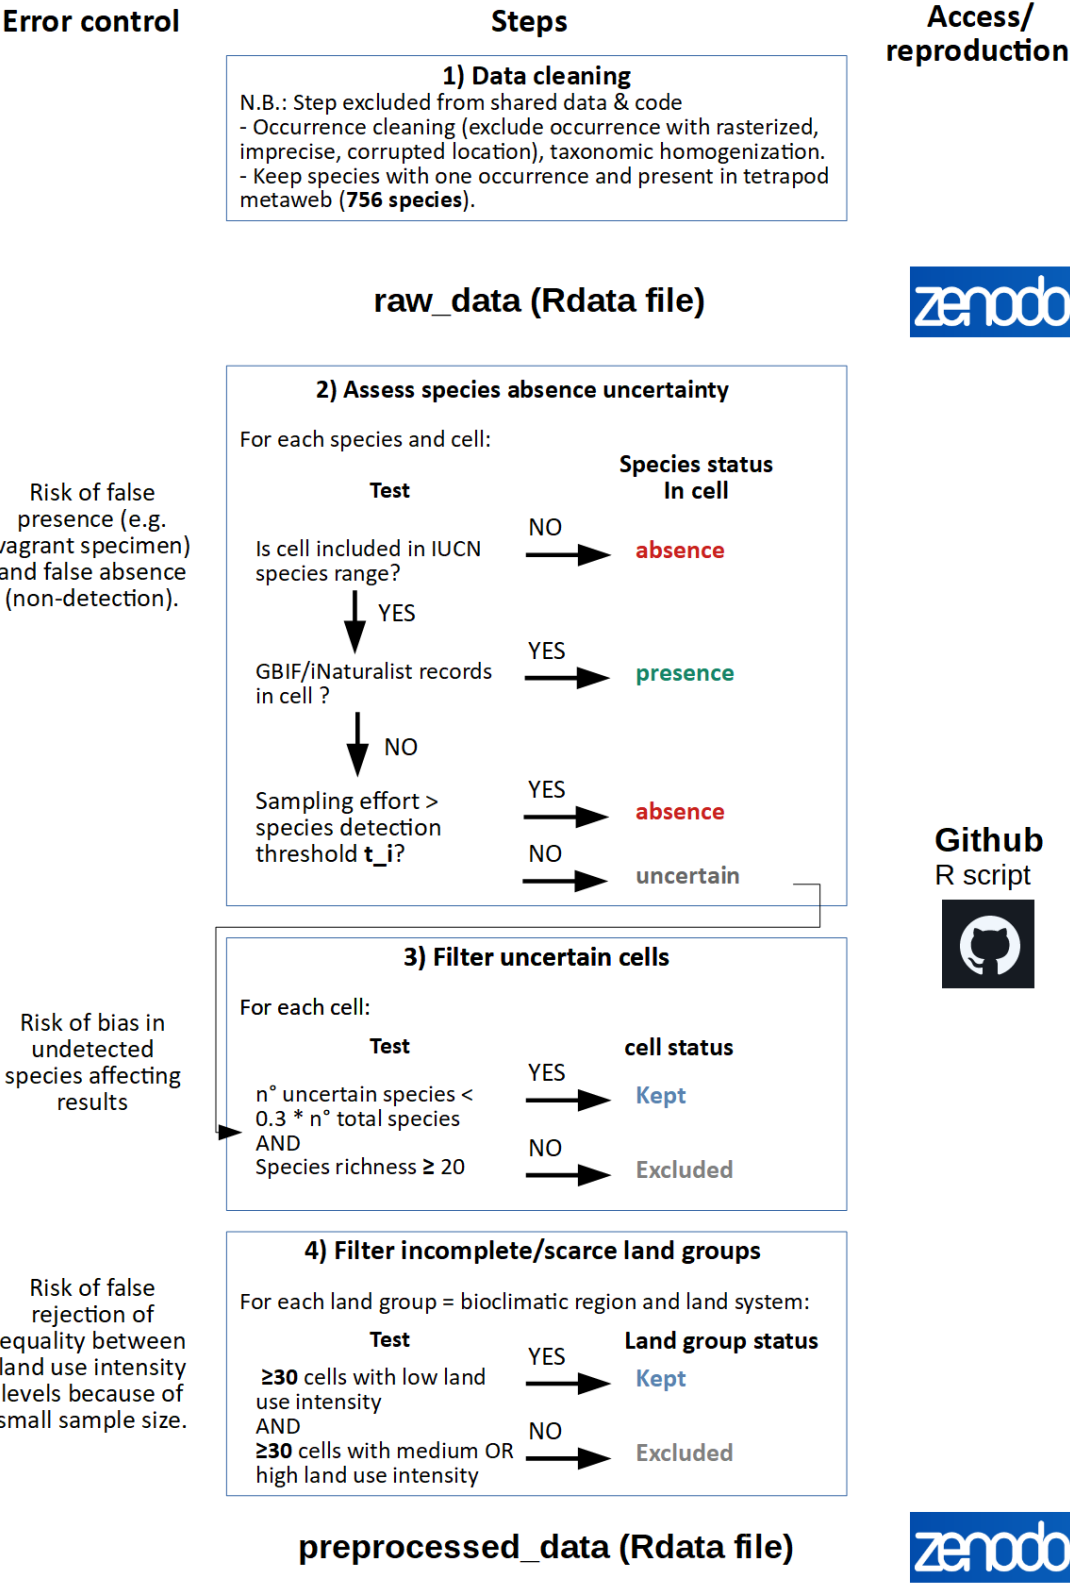 Error control
Steps
Access/
reproduction
1) Data cleaning
N.B.: Step excluded from shared data & code
- Occurrence cleaning (exclude occurrence with rasterized,
imprecise, corrupted location), taxonomic homogenization.
- Keep species with one occurrence and present in tetrapod
metaweb (756 species).
raw_data (Rdata file)
zenodo
2) Assess species absence uncertainty
For each species and cell:
Test
Species status
In cell
Risk of false
presence (e.g.
vagrant specimen)
and false absence
(non-detection).
Is cell included in IUCN
species range?
NO
absence
YES
GBIF/iNaturalist records
in cell ?
YES
presence
NO
Sampling effort >
species detection
threshold t_i?
YES
absence
NO
uncertain
Github
R script
3) Filter uncertain cells
For each cell:
Test
cell status
Risk of bias in
undetected
species affecting
results
n° uncertain species <
0.3 * n° total species
AND
Species richness ≥ 20
YES
Kept
NO
Excluded
4) Filter incomplete/scarce land groups
For each land group = bioclimatic region and land system:
Test
Land group status
Risk of false
rejection of
equality between
land use intensity
levels because of
small sample size.
≥30 cells with low land
use intensity
AND
≥30 cells with medium OR
high land use intensity
YES
Kept
NO
Excluded
preprocessed_data (Rdata file)
zenodo